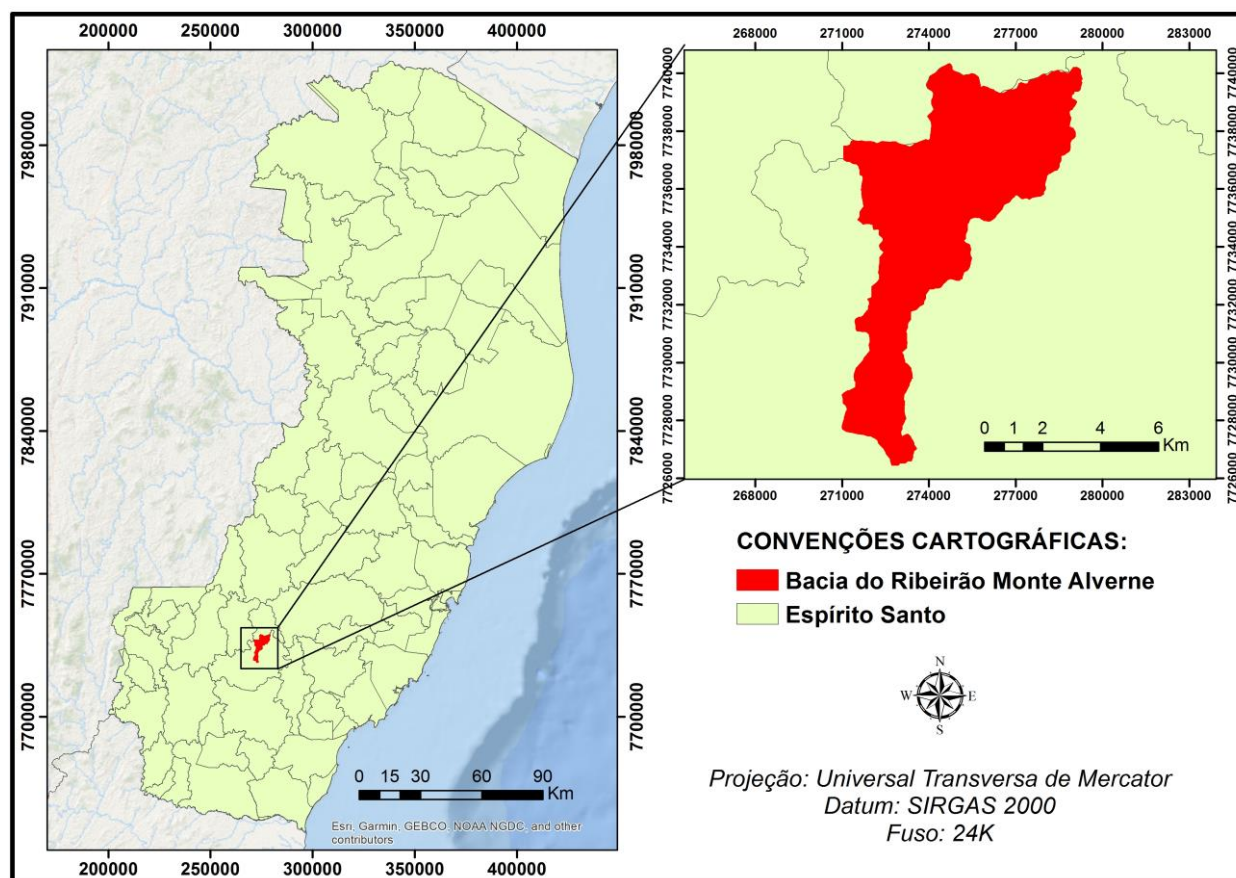 200000 250000 300000 350000 400000
7980000 7980000
7910000 7910000
7840000 7840000
7770000 7770000
7700000 7700000
0 15 30 60 90
Km
Esri, Garmin, GEBCO, NOAA NGDC, and other
contributors
200000 250000 300000 350000 400000
268000 271000 274000 277000 280000 283000
7740000 7740000
7738000 7738000
7736000 7736000
7734000 7734000
7732000 7732000
7730000 7730000
7728000 7728000
7726000 7726000
0 1 2 4 6
Km
268000 271000 274000 277000 280000 283000
CONVENÇÕES CARTOGRÁFICAS:
Bacia do Ribeirão Monte Alverne
Espírito Santo
N
W E
S
Projeção: Universal Transversa de Mercator
Datum: SIRGAS 2000
Fuso: 24K